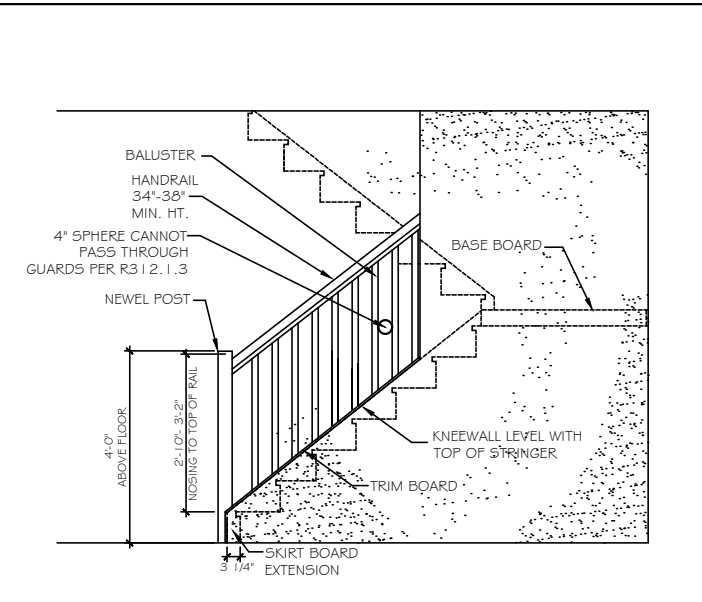 BALUSTER
HANDRAIL
34"-38"
MIN. HT.
4" SPHERE CANNOT
PASS THROUGH
GUARDS PER R312.1.3
NEWEL POST
BASE BOARD
4'-0"
ABOVE FLOOR
2'-10"- 3'-2"
NOSING TO TOP OF RAIL
KNEEWALL LEVEL WITH
TOP OF STRINGER
TRIM BOARD
SKIRT BOARD
EXTENSION
3 1/4"